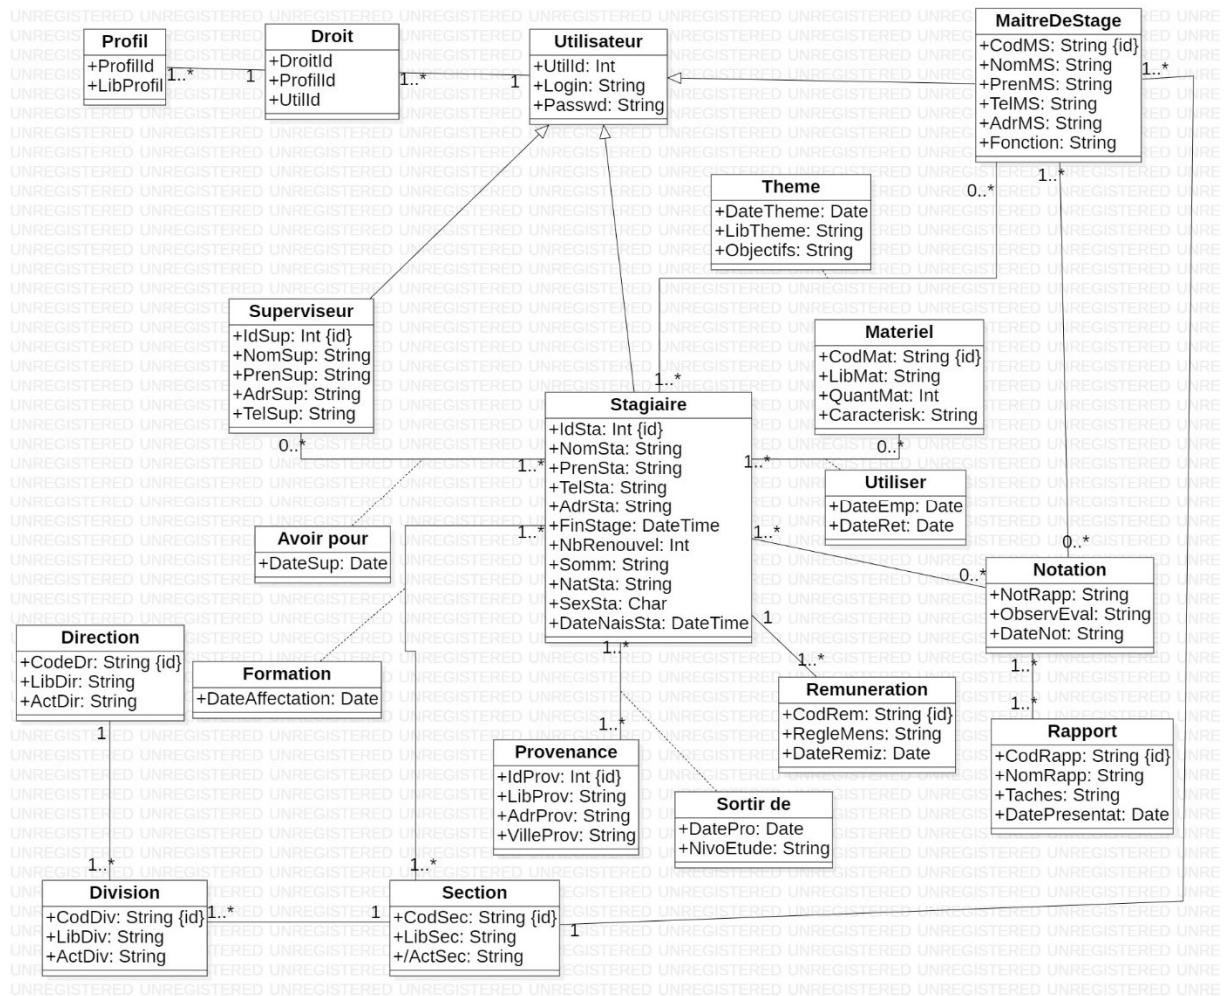 Profil
+ProfilId
+LibProfil
1..*
1
Droit
+DroitId
+ProfilId
+UtilId
1..*
1
Utilisateur
+UtilId: Int
+Login: String
+Passwd: String
MaitreDeStage
+CodMS: String {id}
+NomMS: String
+PrenMS: String
+TelMS: String
+AdrMS: String
+Fonction: String
1..*
0..*
1..*
Theme
+DateTheme: Date
+LibTheme: String
+Objectifs: String
Superviseur
+IdSup: Int {id}
+NomSup: String
+PrenSup: String
+AdrSup: String
+TelSup: String
0..*
1..*
Materiel
+CodMat: String {id}
+LibMat: String
+QuantMat: Int
+Caracterisk: String
0..*
1..*
Stagiaire
+IdSta: Int {id}
+NomSta: String
+PrenSta: String
+TelSta: String
+AdrSta: String
+FinStage: DateTime
+NbRenouvel: Int
+Somm: String
+NatSta: String
+SexSta: Char
+DateNaisSta: DateTime
1..*
1..*
1..*
0..*
1
1..*
1..*
1..*
Utiliser
+DateEmp: Date
+DateRet: Date
Avoir pour
+DateSup: Date
0..*
Notation
+NotRapp: String
+ObservEval: String
+DateNot: String
1..*
1..*
Direction
+CodeDr: String {id}
+LibDir: String
+ActDir: String
1
1..*
Formation
+DateAffectation: Date
Remuneration
+CodRem: String {id}
+RegleMens: String
+DateRemiz: Date
Rapport
+CodRapp: String {id}
+NomRapp: String
+Taches: String
+DatePresentat: Date
Provenance
+IdProv: Int {id}
+LibProv: String
+AdrProv: String
+VilleProv: String
Sortir de
+DatePro: Date
+NivoEtude: String
Division
+CodDiv: String {id}
+LibDiv: String
+ActDiv: String
1..*
1
Section
+CodSec: String {id}
+LibSec: String
+/ActSec: String
1..*
1